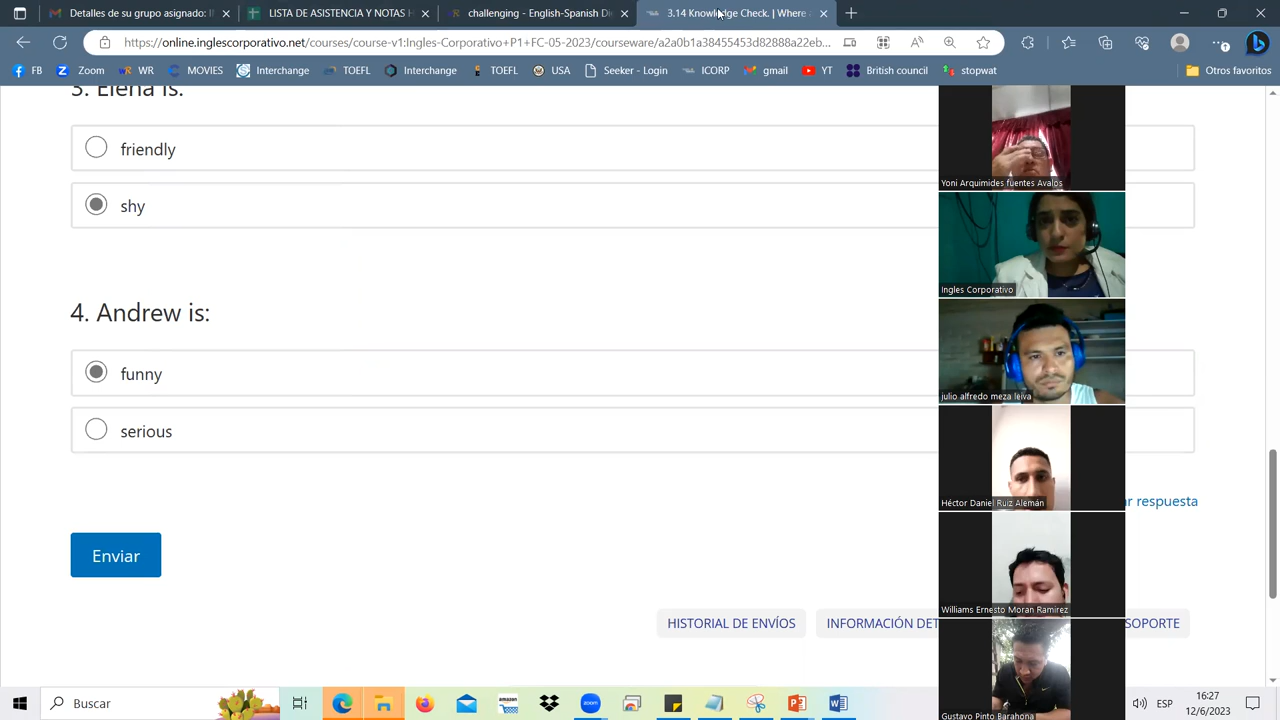 Detalles de su grupo asignado: II
LISTA DE ASISTENCIA Y NOTAS H
challenging - English-Spanish Di
3.14 Knowledge Check. | Where
https://online.inglescorporativo.net/courses/course-v1:Ingles-Corporativo+P1+FC-05-2023/courseware/a2a0b1a38455453d82888a22eb...
FB
Zoom
WR
MOVIES
Interchange
TOEFL
Interchange
TOEFL
USA
Seeker - Login
ICORP
gmail
YT
British council
stopwat
Otros favoritos
3. Elena is:
friendly
shy
4. Andrew is:
funny
serious
ar respuesta
Enviar
HISTORIAL DE ENVÍOS
INFORMACIÓN DET
SOPORTE
Yoni Arquimides fuentes Avalos
Ingles Corporativo
julio alfredo meza leiva
Héctor Daniel Ruiz Alemán
Williams Ernesto Moran Ramirez
Gustavo Pinto Barahona
Buscar
amazon
zoom
ESP
16:27
12/6/2023